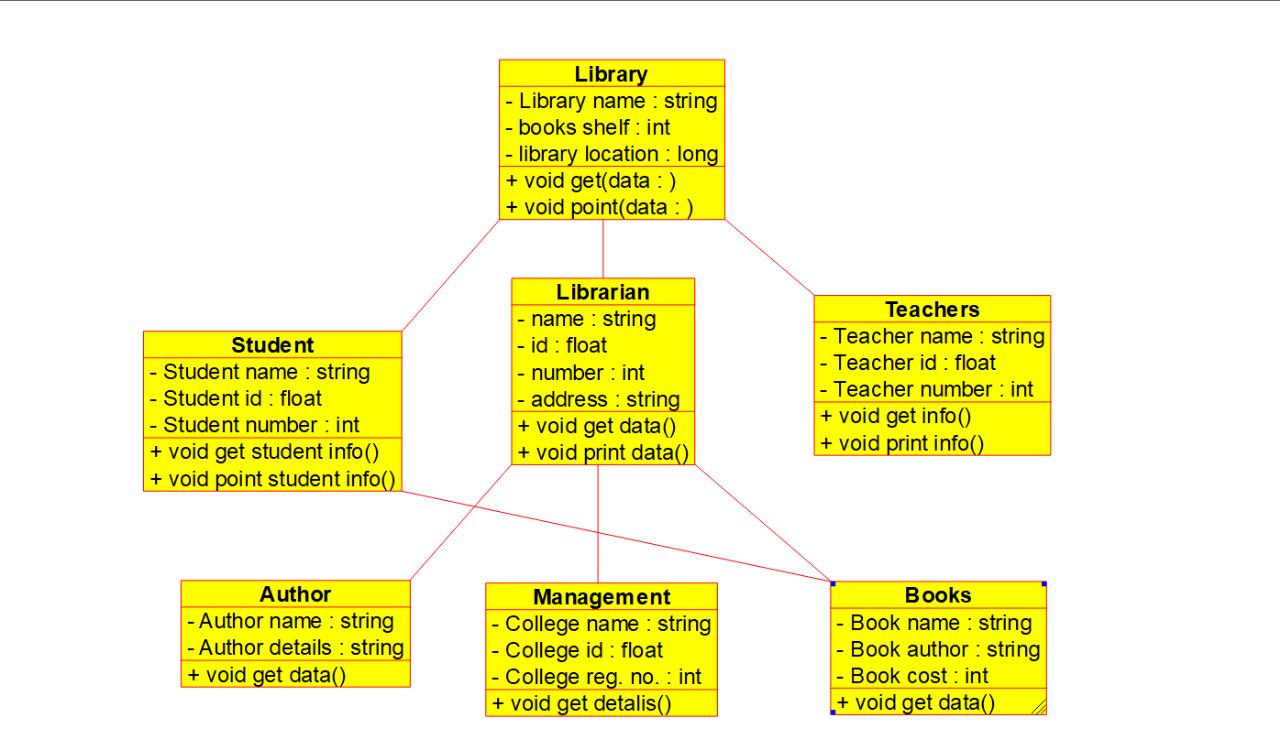 Library
- Library name : string
- books shelf : int
- library location : long
+ void get(data : )
+ void point(data : )
Librarian
- name : string
- id : float
- number : int
- address : string
+ void get data()
+ void print data()
Teachers
- Teacher name : string
- Teacher id : float
- Teacher number : int
+ void get info()
+ void print info()
Student
- Student name : string
- Student id : float
- Student number : int
+ void get student info()
+ void point student info()
Author
- Author name : string
- Author details : string
+ void get data()
Management
- College name : string
- College id : float
- College reg. no. : int
+ void get detalis()
Books
- Book name : string
- Book author : string
- Book cost : int
+ void get data()